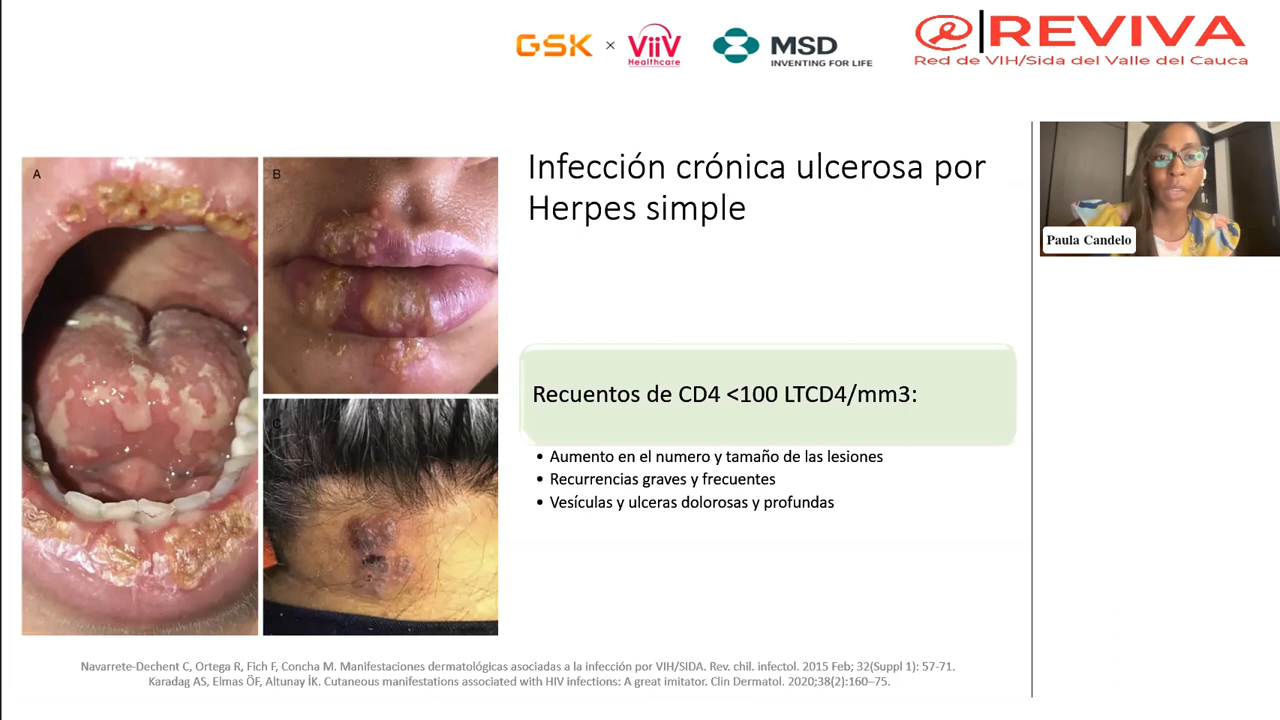 GSK × ViiV
Healthcare
MSD
INVENTING FOR LIFE
REVIVA
Red de VIH/Sida del Valle del Cauca
A
B
C
Infección crónica ulcerosa por
Herpes simple
Paula Candelo
Recuentos de CD4 <100 LTCD4/mm3:
• Aumento en el numero y tamaño de las lesiones
• Recurrencias graves y frecuentes
• Vesículas y ulceras dolorosas y profundas
Navarrete-Dechent C, Ortega R, Fich F, Concha M. Manifestaciones dermatológicas asociadas a la infección por VIH/SIDA. Rev. chil. infectol. 2015 Feb; 32(Suppl 1): 57-71.
Karadag AS, Elmas ÖF, Altunay İK. Cutaneous manifestations associated with HIV infections: A great imitator. Clin Dermatol. 2020;38(2):160–75.